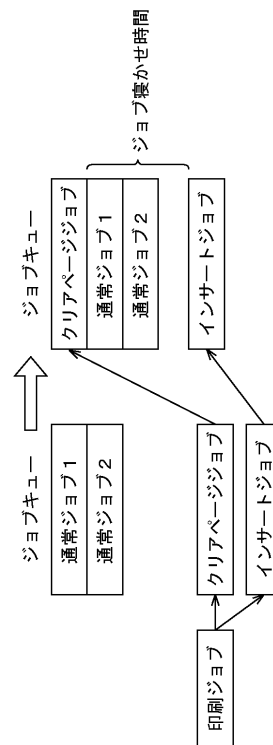 ジョブキュー
通常ジョブ1
通常ジョブ2
ジョブキュー
クリアページジョブ
通常ジョブ1
通常ジョブ2
インサートジョブ
ジョブ寝かせ時間
印刷ジョブ
クリアページジョブ
インサートジョブ